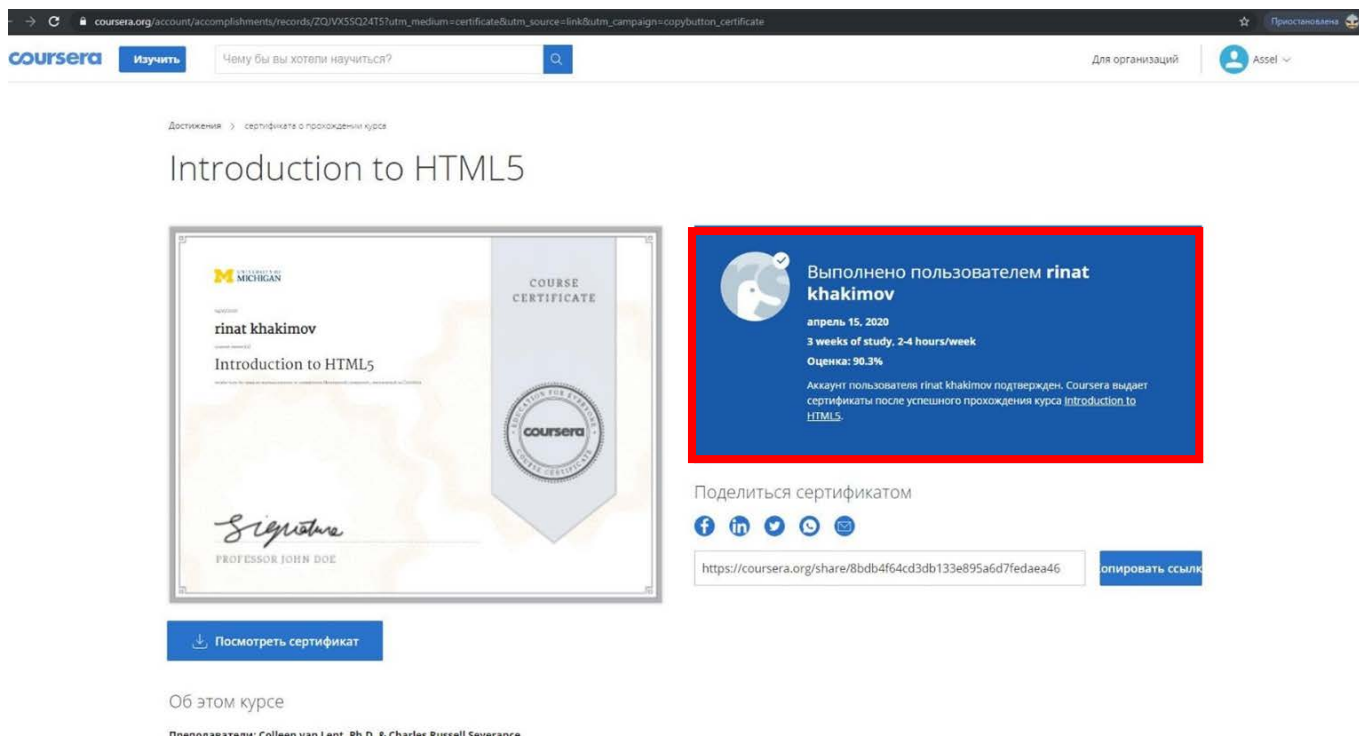 coursera.org/account/accomplishments/records/ZQJVX5SQ24T5?utm_medium=certificate&utm_source=link&utm_campaign=copybutton_certificate
Приостановлена
coursera
Изучить
Чему бы вы хотели научиться?
Для организаций
Assel
Достижения > сертификата о прохождении курса
Introduction to HTML5
MICHIGAN
rinat khakimov
Introduction to HTML5
COURSE
CERTIFICATE
EDUCATION FOR EVERYONE
coursera
COURSE CERTIFICATE
Signature
PROFESSOR JOHN DOE
Выполнено пользователем rinat
khakimov
апрель 15, 2020
3 weeks of study, 2-4 hours/week
Оценка: 90.3%
Аккаунт пользователя rinat khakimov подтвержден. Coursera выдает
сертификаты после успешного прохождения курса Introduction to
HTML5.
Поделиться сертификатом
https://coursera.org/share/8bdb4f64cd3db133e895a6d7fedaea46
опировать ссылк
Посмотреть сертификат
Об этом курсе
Преподаватели: Colleen van Lent, Ph.D. & Charles Russell Severance